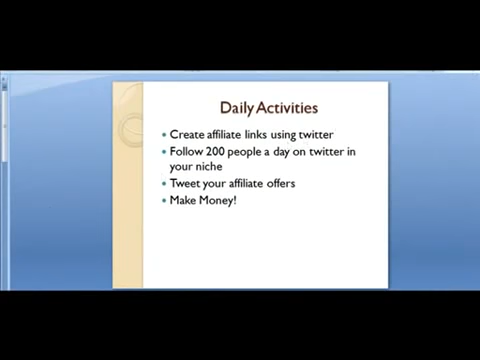 Daily Activities
• Create affiliate links using twitter
• Follow 200 people a day on twitter in
your niche
• Tweet your affiliate offers
• Make Money!